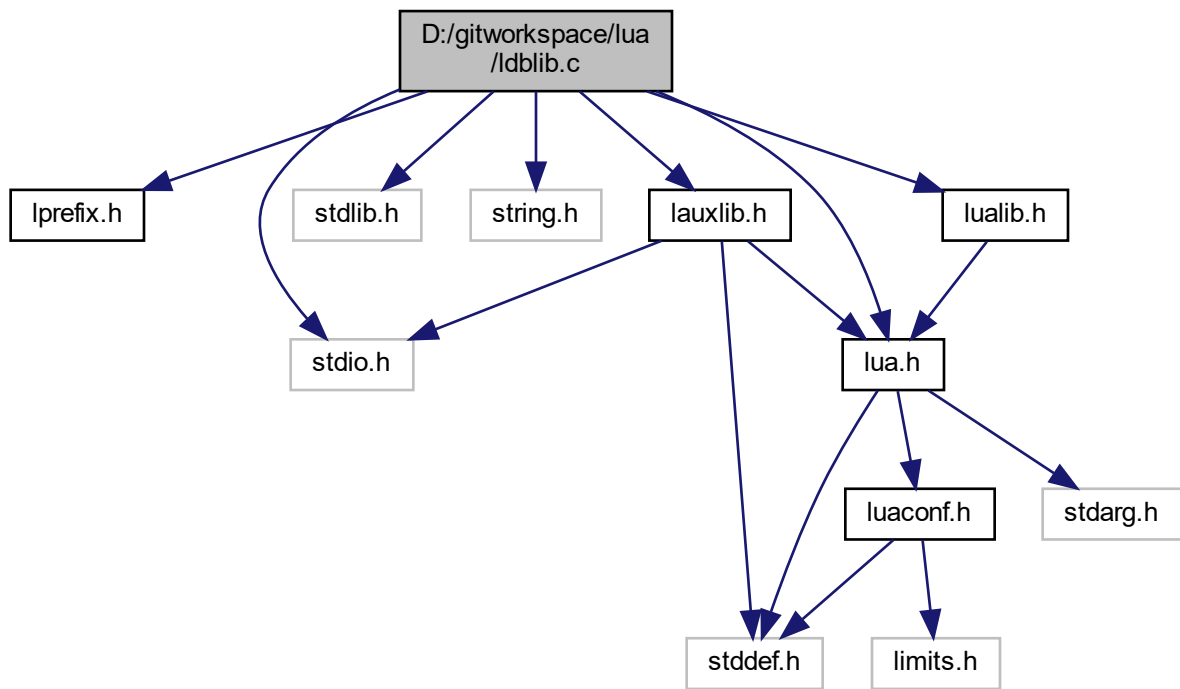 D:/gitworkspace/lua
/ldblib.c
lprefix.h
stdlib.h
string.h
lauxlib.h
lualib.h
stdio.h
lua.h
luaconf.h
stdarg.h
stddef.h
limits.h